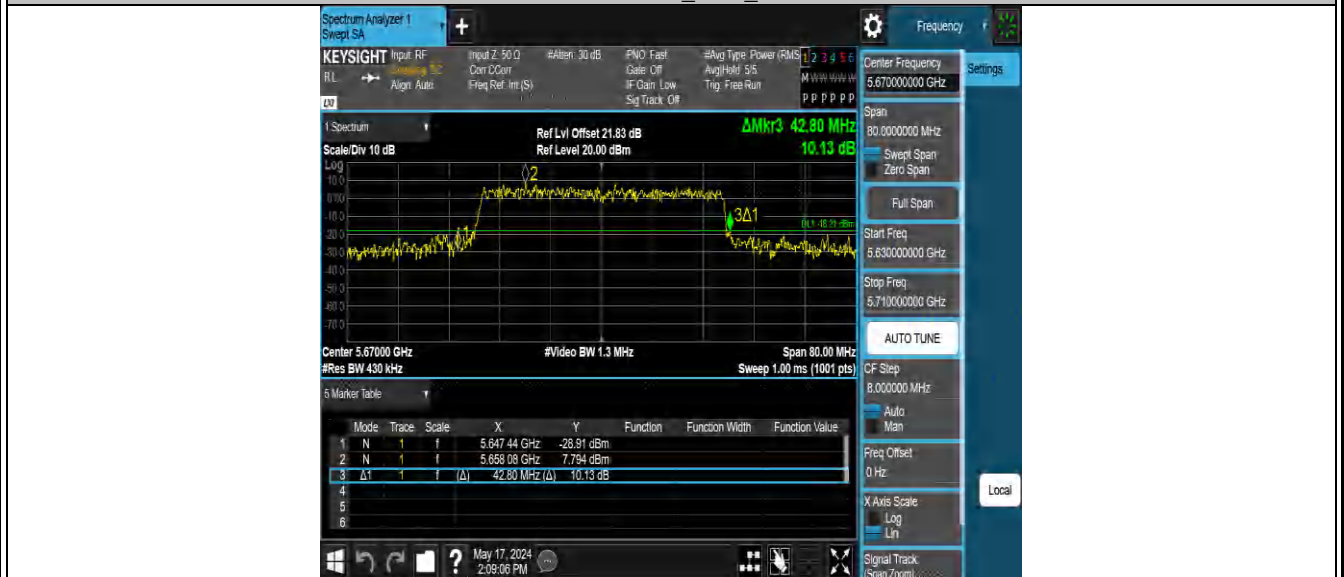 Spectrum Analyzer 1
Swept SA
+
Frequency
KEYSIGHT
Input: RF
Input Z: 50 Ω
#Atten: 30 dB
PNO: Fast
#Avg Type: Power (RMS
1 2 3 4 5 6
RL
Corr CCorr
Gate: Off
Avg|Hold: 5/5
M W W W W W
Align: Auto
Freq Ref: Int (S)
IF Gain: Low
Trig: Free Run
Sig Track: Off
P P P P P P
LXI
Center Frequency
5.670000000 GHz
Settings
Span
80.0000000 MHz
Swept Span
Zero Span
Full Span
Start Freq
5.630000000 GHz
Stop Freq
5.710000000 GHz
AUTO TUNE
CF Step
8.000000 MHz
Auto
Man
Freq Offset
0 Hz
X Axis Scale
Log
Lin
Signal Track
(Span Zoom)
Local
1 Spectrum
Ref Lvl Offset 21.83 dB
ΔMkr3 42.80 MHz
Scale/Div 10 dB
Ref Level 20.00 dBm
10.13 dB
Log
10.0
0.00
-10.0
-20.0
-30.0
-40.0
-50.0
-60.0
-70.0
2
1
3Δ1
Center 5.67000 GHz
#Video BW 1.3 MHz
Span 80.00 MHz
#Res BW 430 kHz
Sweep 1.00 ms (1001 pts)
5 Marker Table
Mode Trace Scale X Y Function Function Width Function Value
1 N 1 f 5.647 44 GHz -28.91 dBm
2 N 1 f 5.658 08 GHz 7.794 dBm
3 Δ1 1 f (Δ) 42.80 MHz (Δ) 10.13 dB
4
5
6
?
May 17, 2024
2:09:06 PM